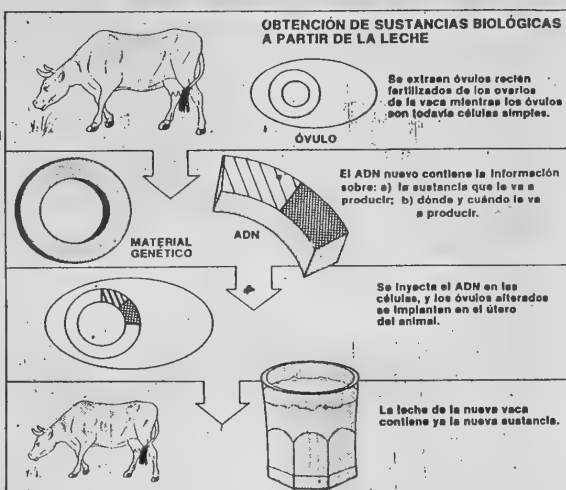 OBTENCIÓN DE SUSTANCIAS BIOLÓGICAS
A PARTIR DE LA LECHE
Se extraen óvulos recién
fertilizados de los ovarios
de la vaca mientras los óvulos
son todavía células simples.
ÓVULO
El ADN nuevo contiene la información
sobre: a) la sustancia que le va a
producir; b) dónde y cuándo le va
a producir.
MATERIAL
GENÉTICO
ADN
Se inyecta el ADN en las
células, y los óvulos alterados
se implantan en el útero
del animal.
La leche de la nueva vaca
contiene ya la nueva sustancia.